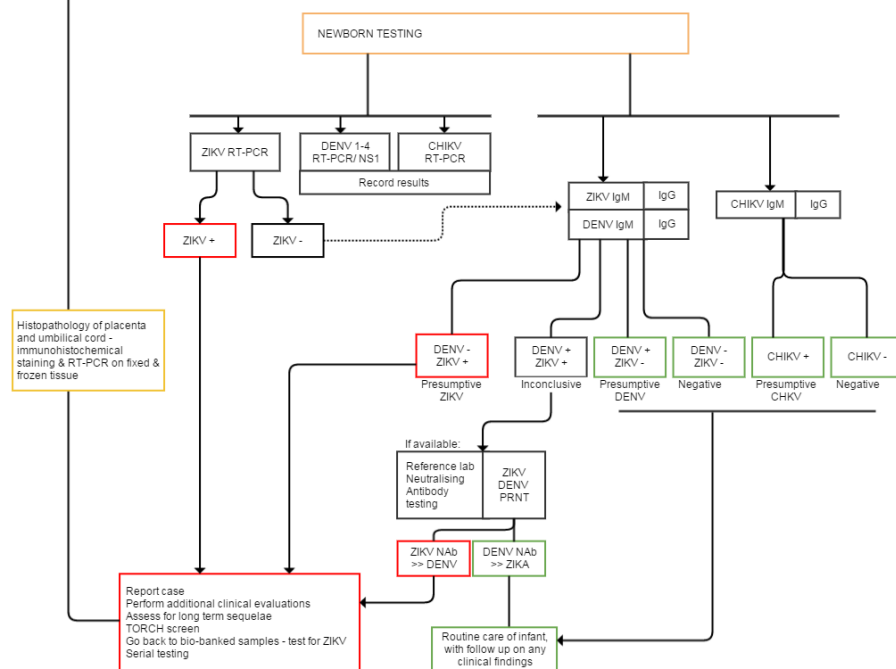 NEWBORN TESTING
ZIKV RT-PCR
DENV 1-4
RT-PCR/ NS1
CHIKV
RT-PCR
Record results
ZIKV IgM
IgG
DENV IgM
IgG
CHIKV IgM
IgG
ZIKV +
ZIKV -
Histopathology of placenta
and umbilical cord -
immunohistochemical
staining & RT-PCR on fixed &
frozen tissue
DENV -
ZIKV +
Presumptive
ZIKV
DENV +
ZIKV +
Inconclusive
DENV +
ZIKV -
Presumptive
DENV
DENV -
ZIKV -
Negative
CHIKV +
Presumptive
CHKV
CHIKV -
Negative
If available:
Reference lab
Neutralising
Antibody
testing
ZIKV
DENV
PRNT
ZIKV NAb
>> DENV
DENV NAb
>> ZIKA
Report case
Perform additional clinical evaluations
Assess for long term sequelae
TORCH screen
Go back to bio-banked samples - test for ZIKV
Serial testing
Routine care of infant,
with follow up on any
clinical findings